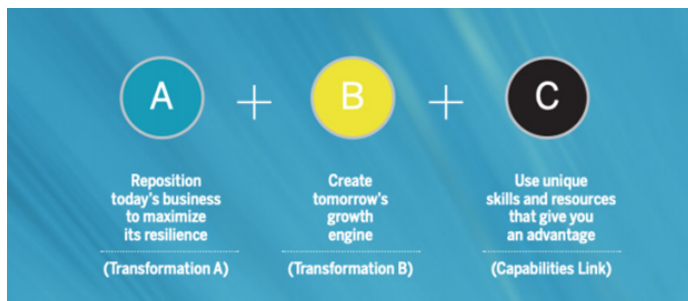 A + B + C
Reposition
today's business
to maximize
its resilience
(Transformation A)
Create
tomorrow's
growth
engine
(Transformation B)
Use unique
skills and resources
that give you
an advantage
(Capabilities Link)